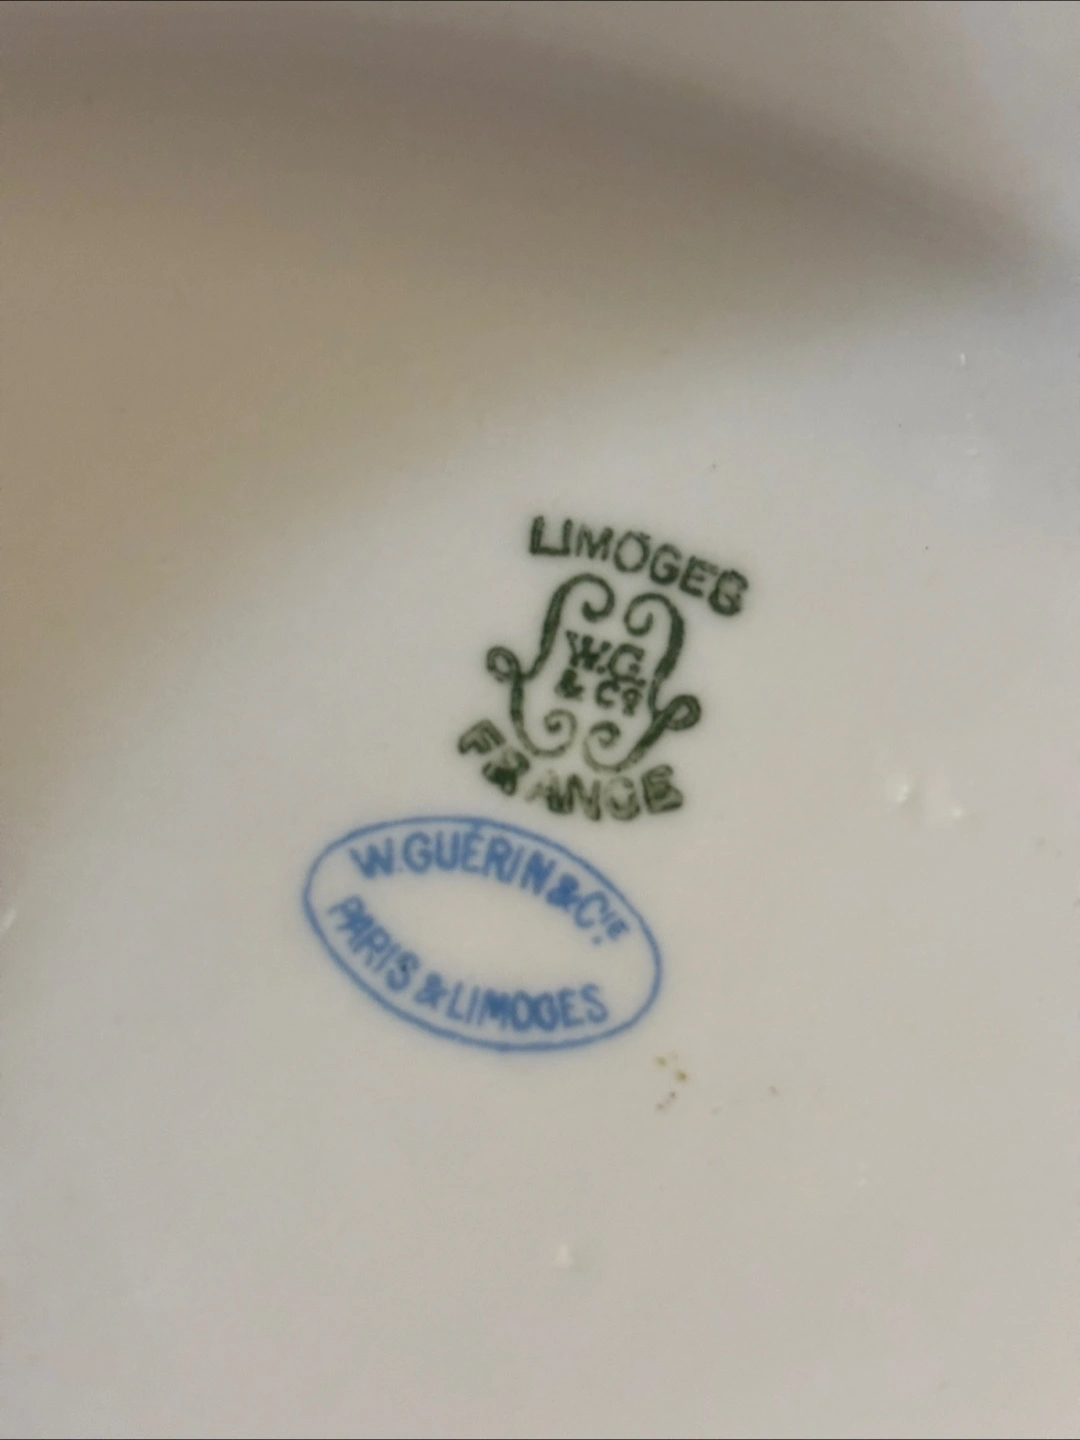 LIMOGES
W.G.
& Co
FRANCE
W. GUÉRIN & CIE
PARIS & LIMOGES